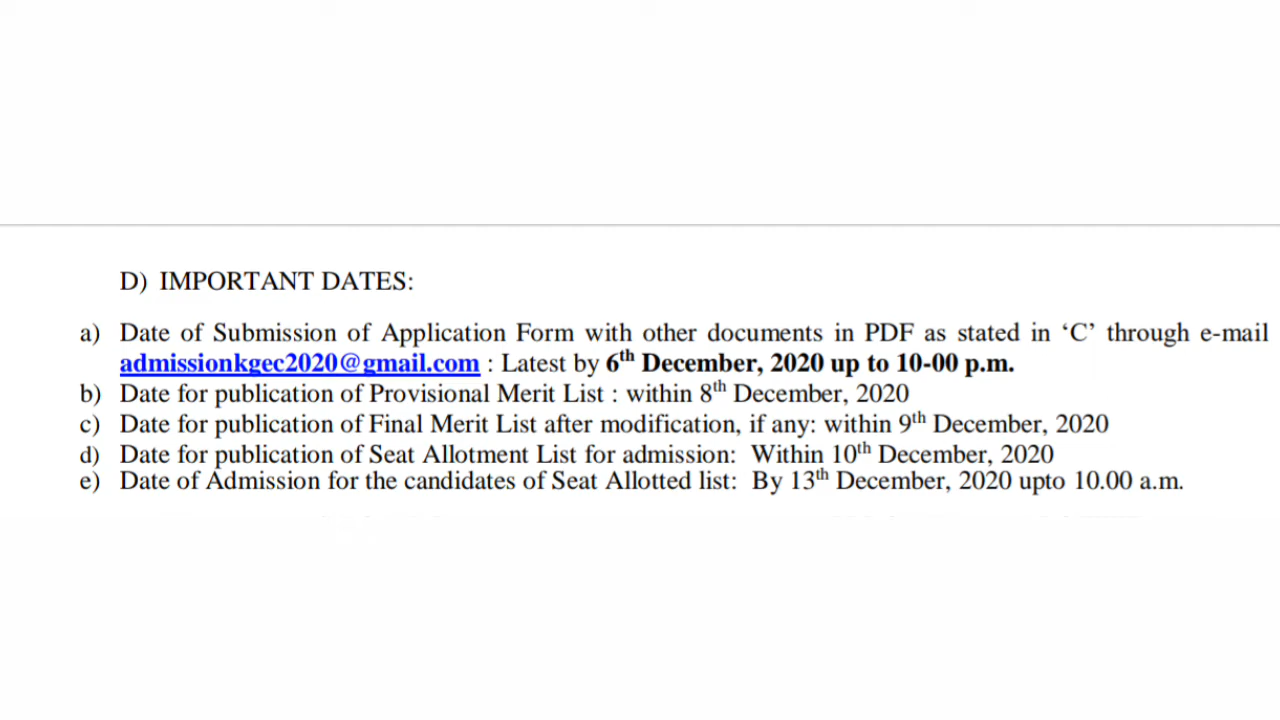 D) IMPORTANT DATES:
a) Date of Submission of Application Form with other documents in PDF as stated in ‘C’ through e-mail
admissionkgec2020@gmail.com : Latest by 6th December, 2020 up to 10-00 p.m.
b) Date for publication of Provisional Merit List : within 8th December, 2020
c) Date for publication of Final Merit List after modification, if any: within 9th December, 2020
d) Date for publication of Seat Allotment List for admission: Within 10th December, 2020
e) Date of Admission for the candidates of Seat Allotted list: By 13th December, 2020 upto 10.00 a.m.